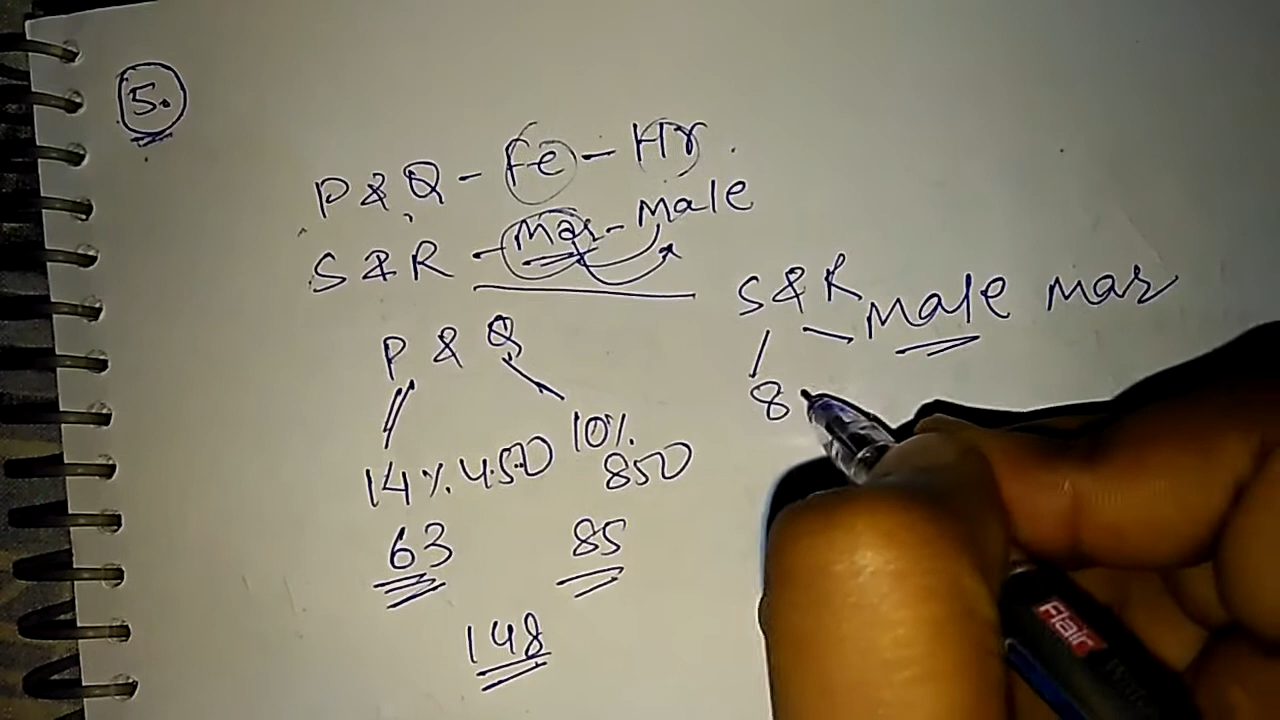 5.
P & Q - Fe - Hr.
S & R - Mar - Male
P & Q
14% 450
10% 850
63
85
148
S & R Male Mar
8
Flair